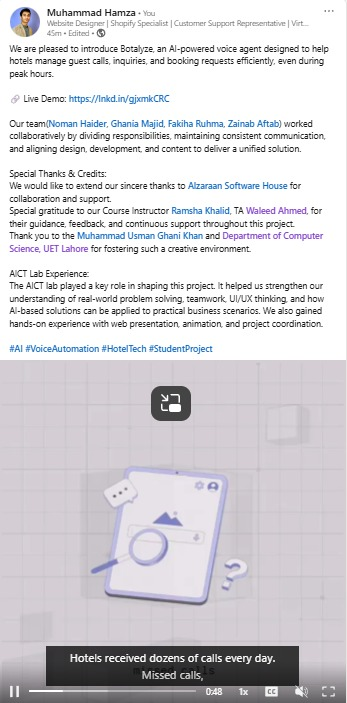 Muhammad Hamza • You
Website Designer | Shopify Specialist | Customer Support Representative | Virt...
45m • Edited •
We are pleased to introduce Botalyze, an AI-powered voice agent designed to help
hotels manage guest calls, inquiries, and booking requests efficiently, even during
peak hours.
🔗 Live Demo: https://lnkd.in/gjxmkCRC
Our team(Noman Haider, Ghania Majid, Fakiha Ruhma, Zainab Aftab) worked
collaboratively by dividing responsibilities, maintaining consistent communication,
and aligning design, development, and content to deliver a unified solution.
Special Thanks & Credits:
We would like to extend our sincere thanks to Alzaraan Software House for
collaboration and support.
Special gratitude to our Course Instructor Ramsha Khalid, TA Waleed Ahmed, for
their guidance, feedback, and continuous support throughout this project.
Thank you to the Muhammad Usman Ghani Khan and Department of Computer
Science, UET Lahore for fostering such a creative environment.
AICT Lab Experience:
The AICT lab played a key role in shaping this project. It helped us strengthen our
understanding of real-world problem solving, teamwork, UI/UX thinking, and how
AI-based solutions can be applied to practical business scenarios. We also gained
hands-on experience with web presentation, animation, and project coordination.
#AI #VoiceAutomation #HotelTech #StudentProject
?
Hotels received dozens of calls every day.
Missed calls,
0:48 1x CC